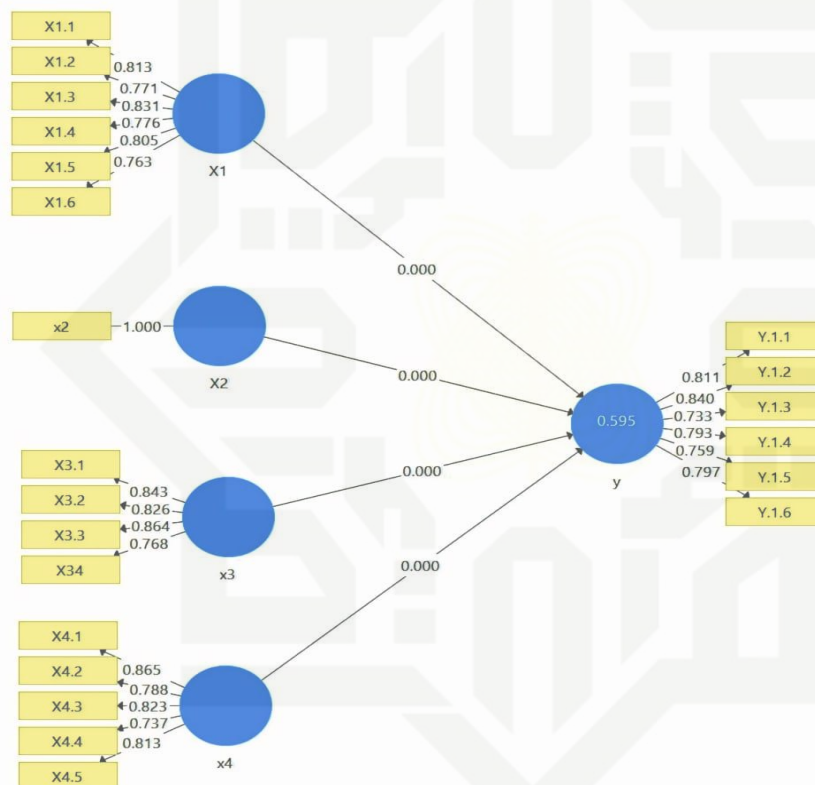 X1.1
X1.2
X1.3
X1.4
X1.5
X1.6
0.813
0.771
0.831
0.776
0.805
0.763
X1
0.000
x2
1.000
X2
0.000
X3.1
X3.2
X3.3
X34
0.843
0.826
0.864
0.768
x3
0.000
X4.1
X4.2
X4.3
X4.4
X4.5
0.865
0.788
0.823
0.737
0.813
x4
0.000
0.595
y
0.811
0.840
0.733
0.793
0.759
0.797
Y.1.1
Y.1.2
Y.1.3
Y.1.4
Y.1.5
Y.1.6